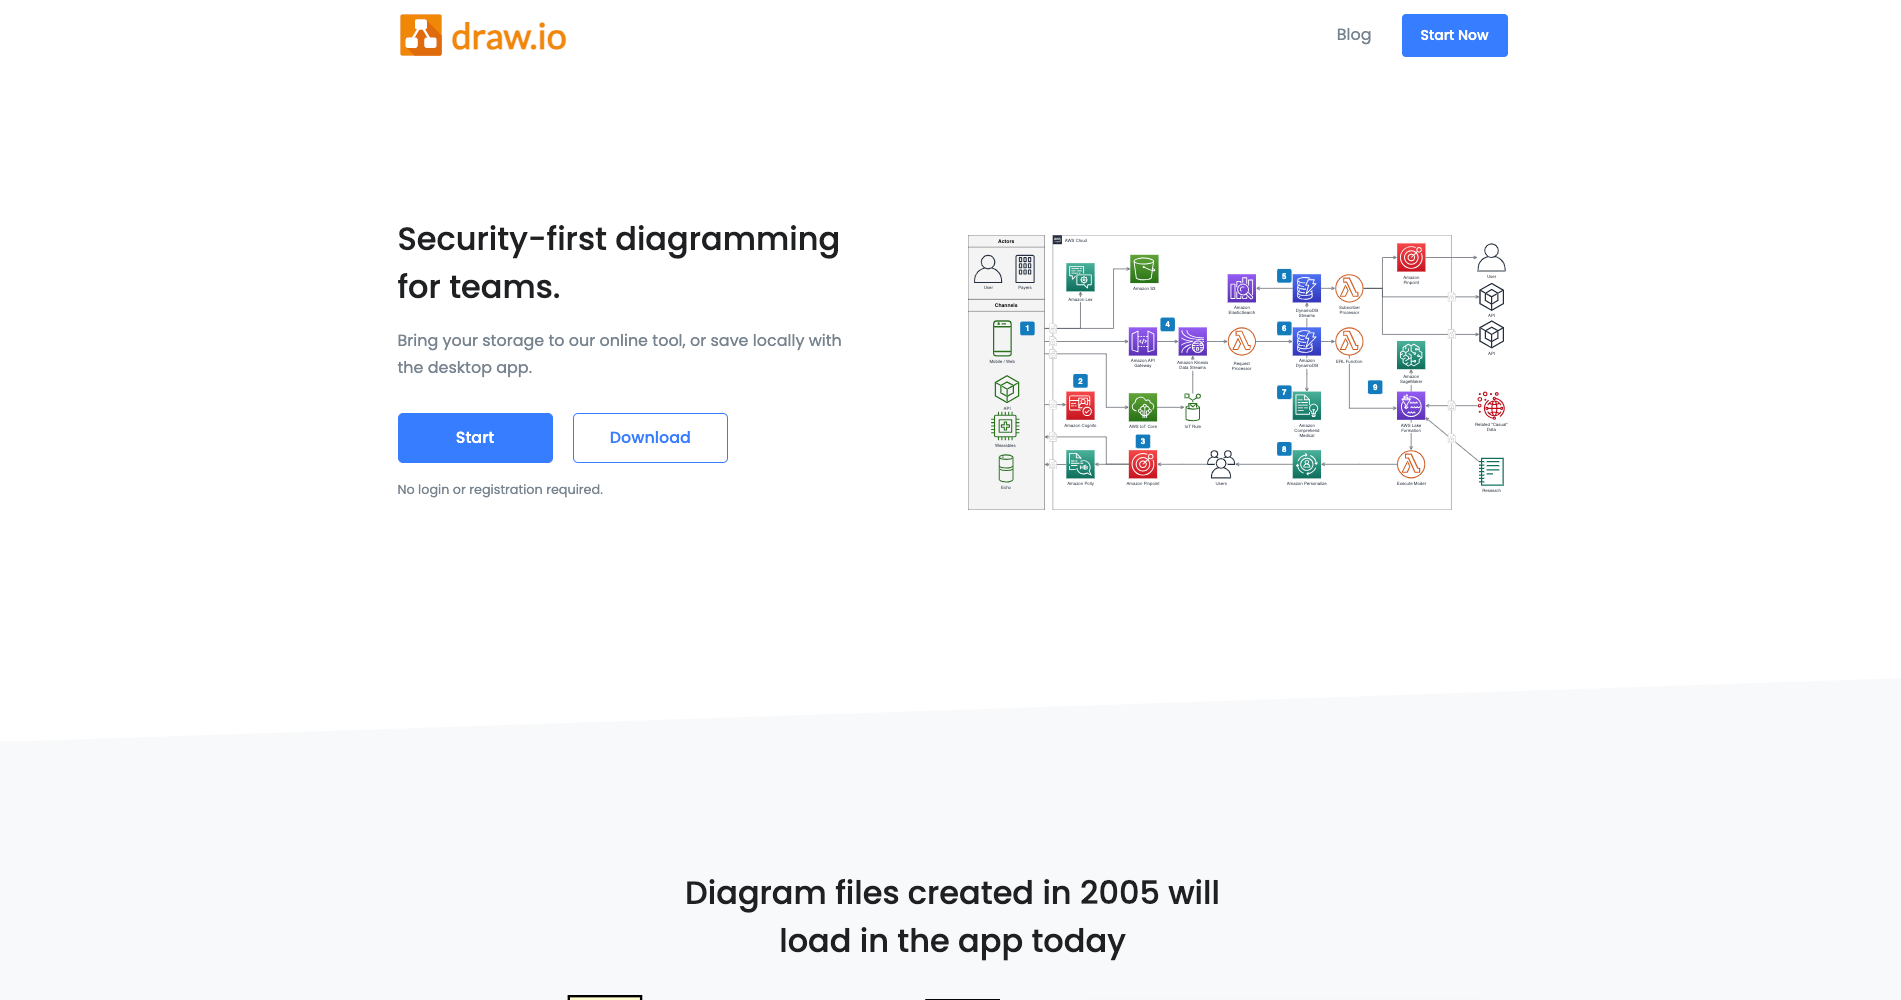 draw.io
Blog
Start Now
Security-first diagramming
for teams.
Bring your storage to our online tool, or save locally with
the desktop app.
Start
Download
No login or registration required.
Actors
User
Payers
Channels
1
Mobile / Web
API
Wearables
Echo
AWS Cloud
Amazon Lex
Amazon S3
4
Amazon API
Gateway
Amazon Kinesis
Data Streams
Amazon
ElasticSearch
Request
Processor
5
DynamoDB
Streams
Subscriber
Processor
6
Amazon
DynamoDB
ERL Function
Amazon
Pinpoint
User
API
API
Amazon
SageMaker
2
Amazon Cognito
AWS IoT Core
IoT Rule
7
Amazon
Comprehend
Medical
9
AWS Lake
Formation
Related "Casual"
Data
3
Amazon Polly
Amazon Pinpoint
Users
8
Amazon Personalize
Execute Model
Research
Diagram files created in 2005 will
load in the app today